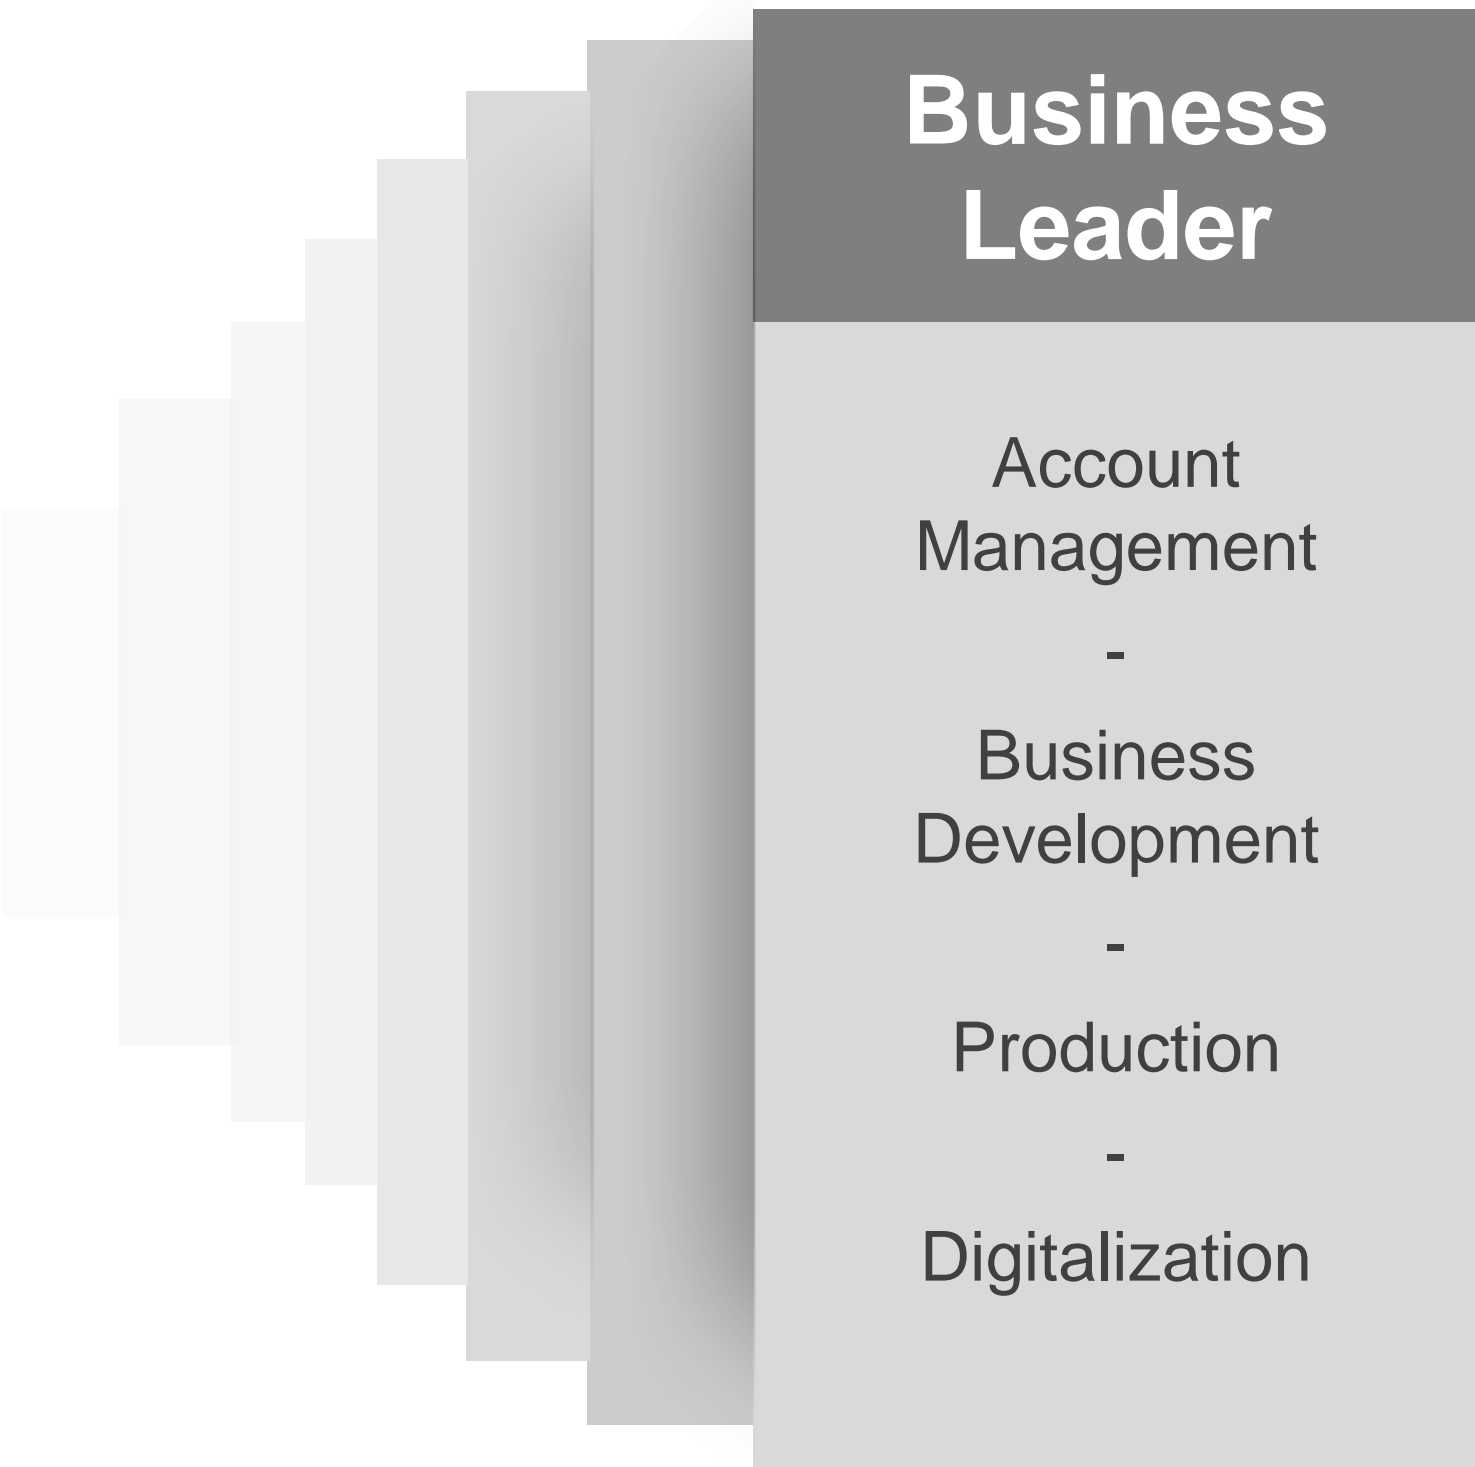 Business
Leader
Account
Management
-
Business
Development
-
Production
-
Digitalization